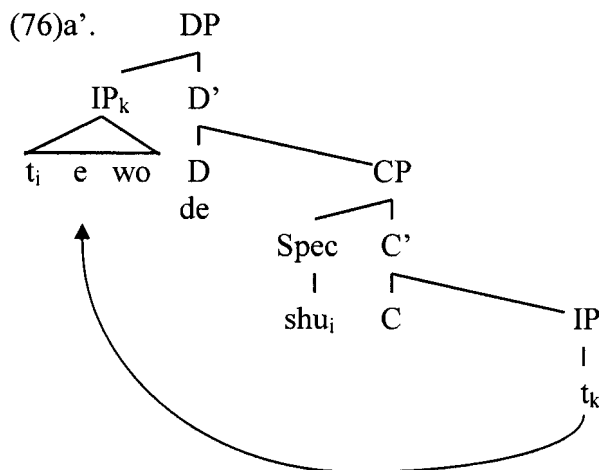 (76)a’. DP
IPk D’
ti e wo D CP
de
Spec C’
shui C IP
tk